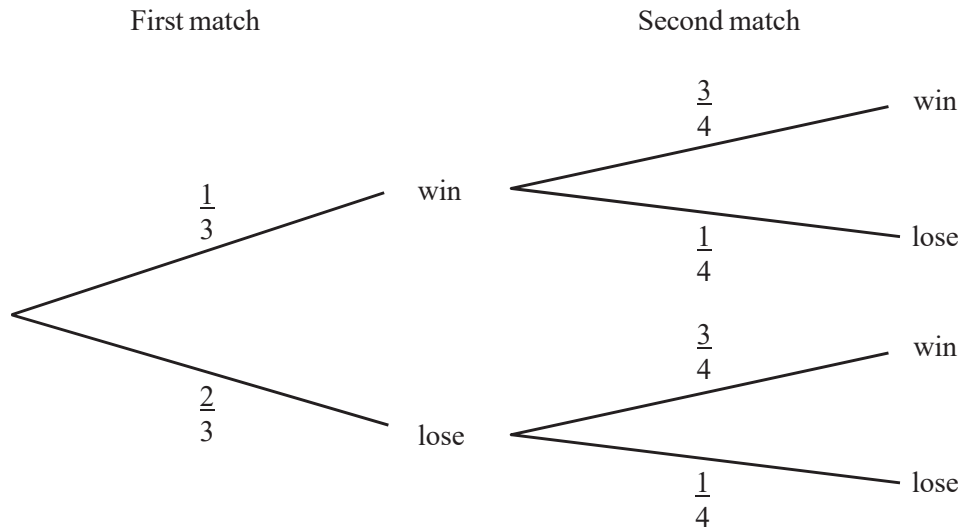 First match Second match
3/4 win
1/3 win
1/4 lose
3/4 win
2/3 lose
1/4 lose